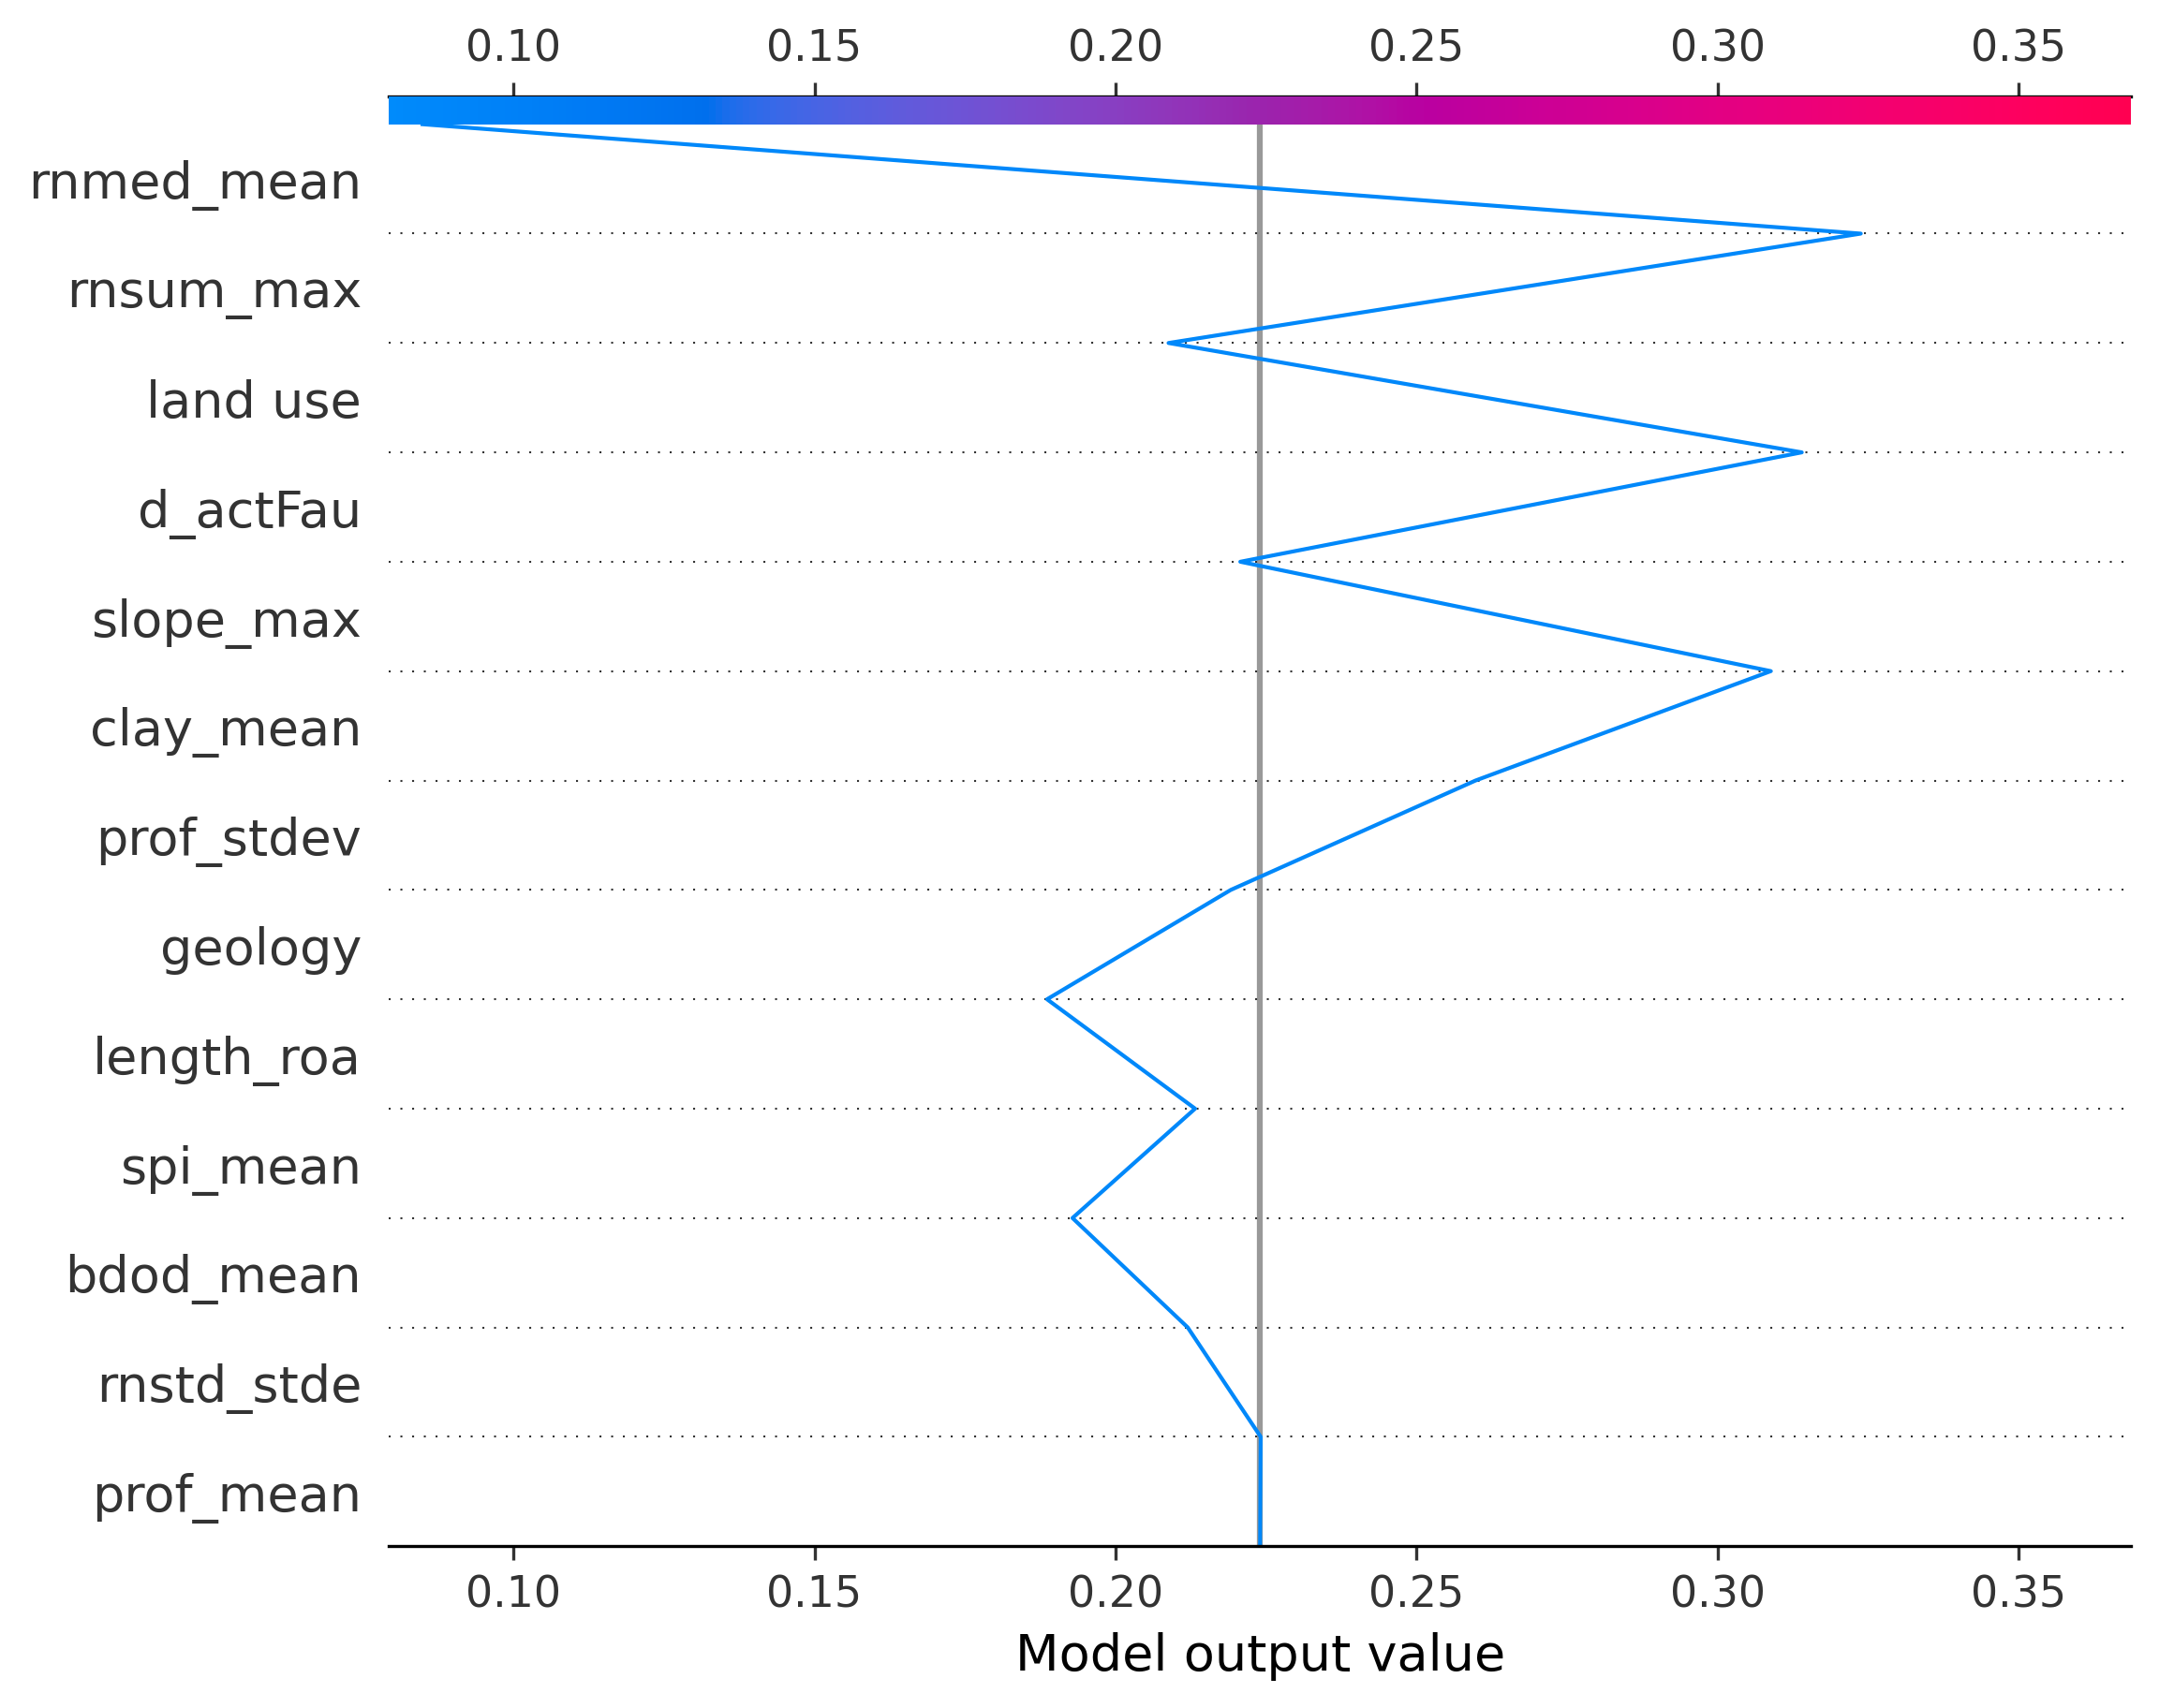 0.10 0.15 0.20 0.25 0.30 0.35
rnmed_mean
rnsum_max
land use
d_actFau
slope_max
clay_mean
prof_stdev
geology
length_roa
spi_mean
bdod_mean
rnstd_stde
prof_mean
0.10 0.15 0.20 0.25 0.30 0.35
Model output value